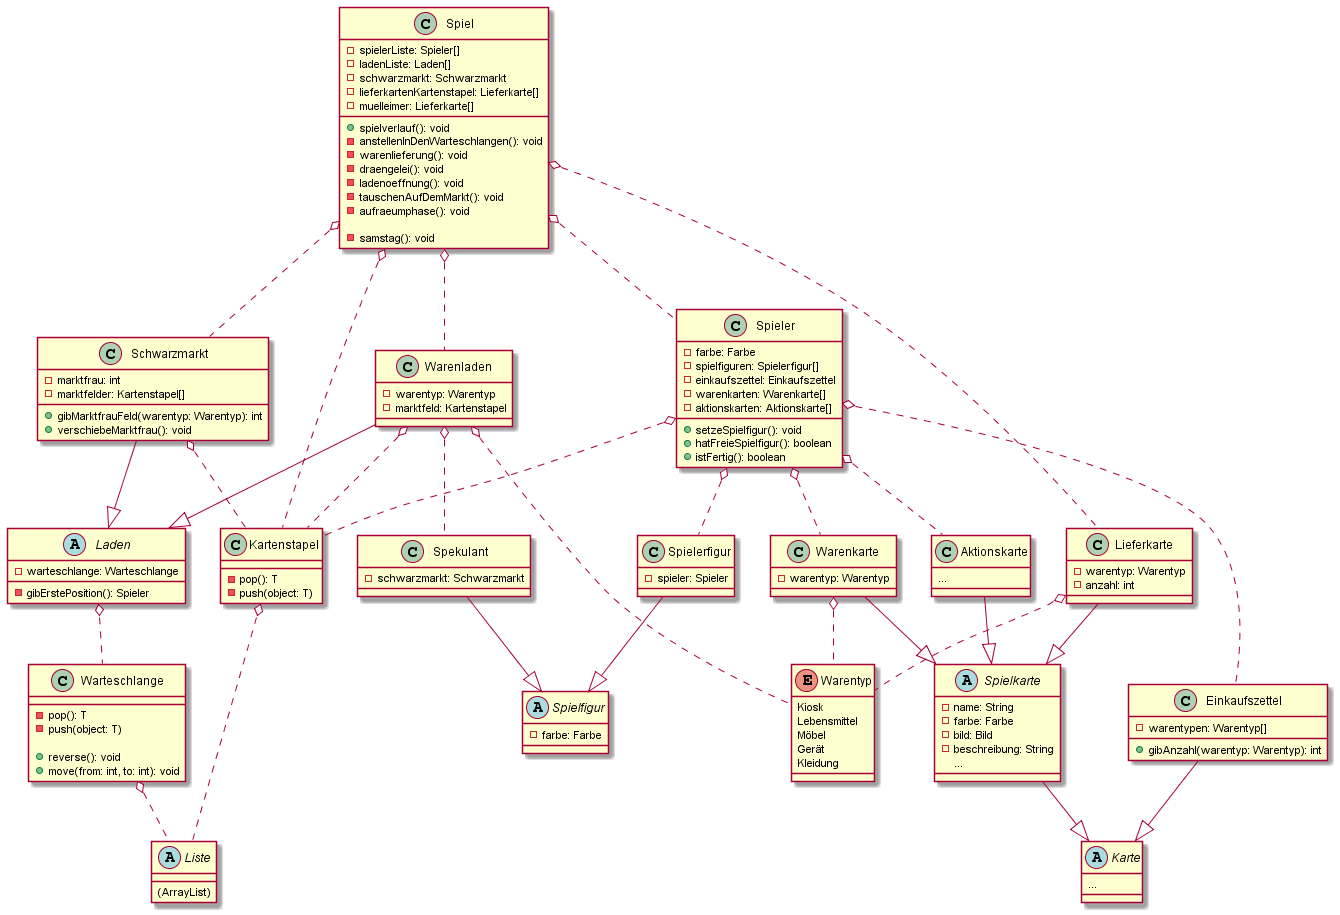 C Spiel
spielerListe: Spieler[]
ladenListe: Laden[]
schwarzmarkt: Schwarzmarkt
lieferkartenKartenstapel: Lieferkarte[]
muelleimer: Lieferkarte[]
spielverlauf(): void
anstellenInDenWarteschlangen(): void
warenlieferung(): void
draengelei(): void
ladenoeffnung(): void
tauschenAufDemMarkt(): void
aufraeumphase(): void
samstag(): void
C Schwarzmarkt
marktfrau: int
marktfelder: Kartenstapel[]
gibMarktfrauFeld(warentyp: Warentyp): int
verschiebeMarktfrau(): void
C Warenladen
warentyp: Warentyp
marktfeld: Kartenstapel
C Spieler
farbe: Farbe
spielfiguren: Spielerfigur[]
einkaufszettel: Einkaufszettel
warenkarten: Warenkarte[]
aktionskarten: Aktionskarte[]
setzeSpielfigur(): void
hatFreieSpielfigur(): boolean
istFertig(): boolean
A Laden
warteschlange: Warteschlange
gibErstePosition(): Spieler
C Kartenstapel
pop(): T
push(object: T)
C Spekulant
schwarzmarkt: Schwarzmarkt
C Spielerfigur
spieler: Spieler
C Warenkarte
warentyp: Warentyp
C Aktionskarte
...
C Lieferkarte
warentyp: Warentyp
anzahl: int
C Warteschlange
pop(): T
push(object: T)
reverse(): void
move(from: int, to: int): void
A Spielfigur
farbe: Farbe
E Warentyp
Kiosk
Lebensmittel
Möbel
Gerät
Kleidung
A Spielkarte
name: String
farbe: Farbe
bild: Bild
beschreibung: String
...
C Einkaufszettel
warentypen: Warentyp[]
gibAnzahl(warentyp: Warentyp): int
A Liste
(ArrayList)
A Karte
...